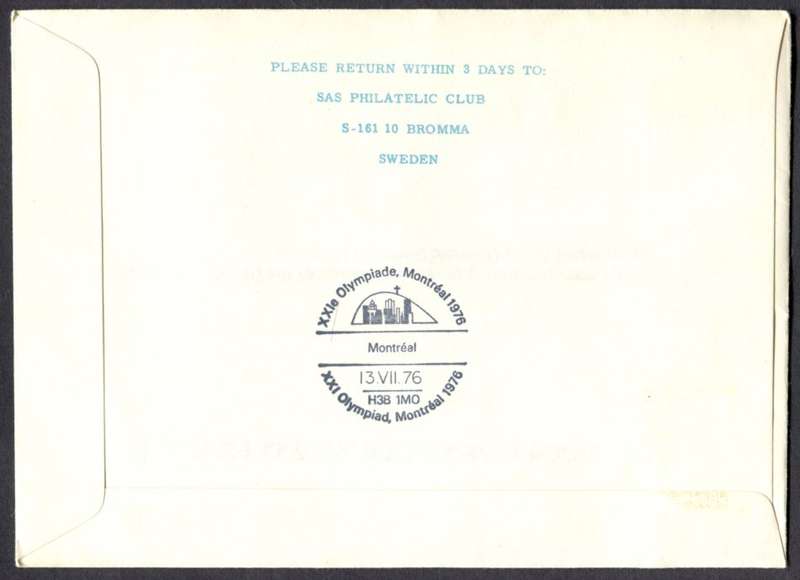 PLEASE RETURN WITHIN 3 DAYS TO:
SAS PHILATELIC CLUB
S-161 10 BROMMA
SWEDEN
XXIe Olympiade, Montréal 1976
Montréal
13.VII.76
H3B 1M0
XXI Olympiad, Montréal 1976